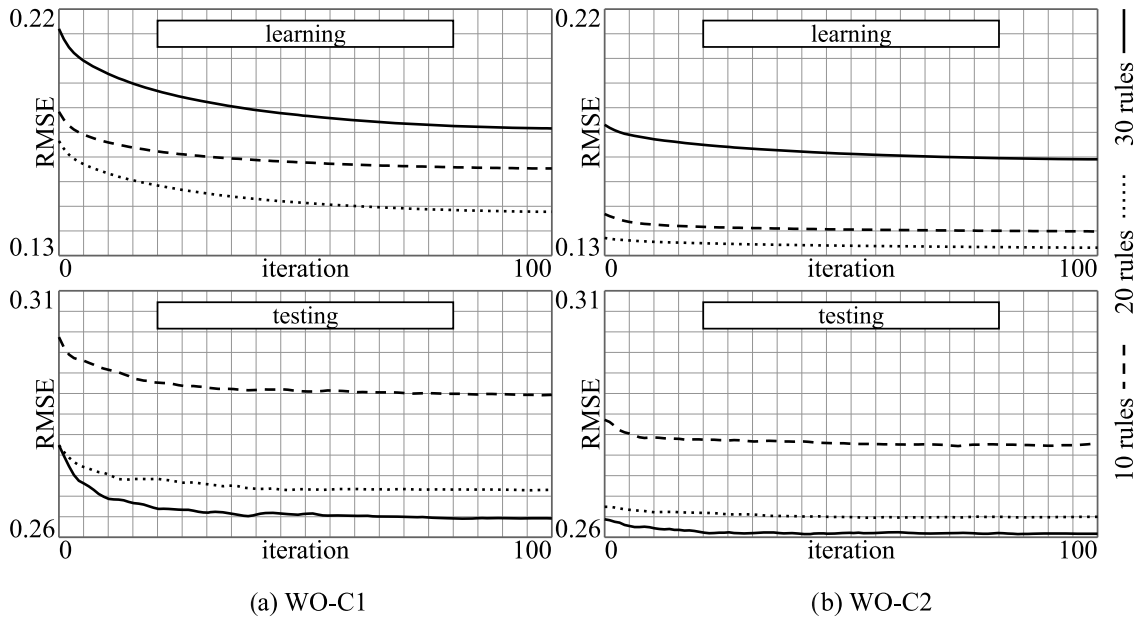 0.22
learning
RMSE
0.13
0
iteration
100
0.31
testing
RMSE
0.26
0
iteration
100
(a) WO-C1
0.22
learning
RMSE
0.13
0
iteration
100
0.31
testing
RMSE
0.26
0
iteration
100
(b) WO-C2
10 rules
20 rules
30 rules